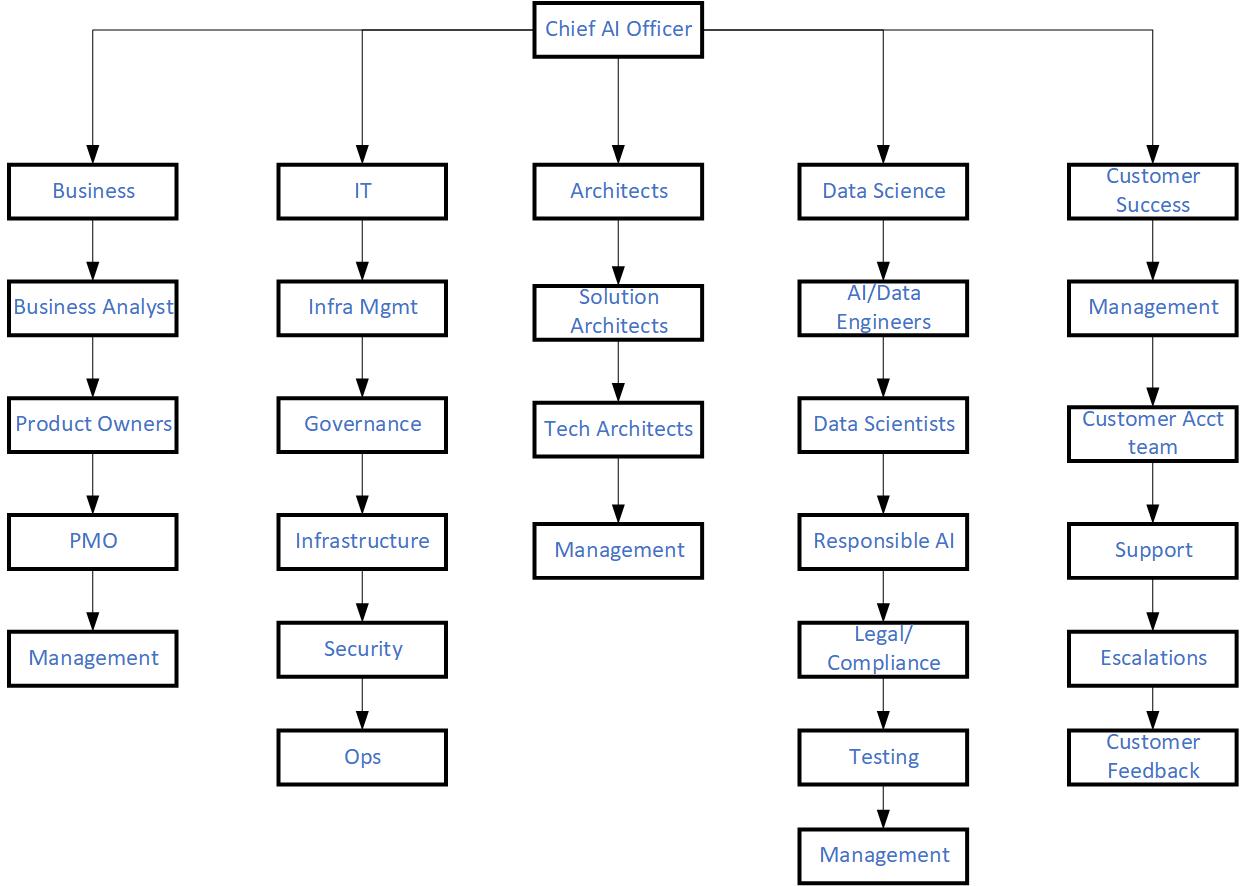 Chief AI Officer
Business
Business Analyst
Product Owners
PMO
Management
IT
Infra Mgmt
Governance
Infrastructure
Security
Ops
Architects
Solution
Architects
Tech Architects
Management
Data Science
AI/Data
Engineers
Data Scientists
Responsible AI
Legal/
Compliance
Testing
Management
Customer
Success
Management
Customer Acct
team
Support
Escalations
Customer
Feedback